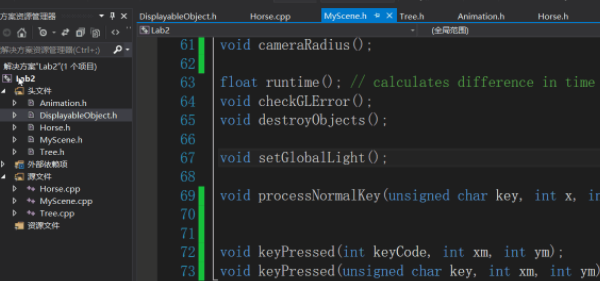 方案资源管理器
DisplayableObject.h Horse.cpp MyScene.h Tree.h Animation.h Horse.h
Lab2 (全局范围)
解决方案资源管理器(Ctrl+;)
解决方案"Lab2"(1 个项目)
Lab2
头文件
Animation.h
DisplayableObject.h
Horse.h
MyScene.h
Tree.h
外部依赖项
源文件
Horse.cpp
MyScene.cpp
Tree.cpp
资源文件
61 void cameraRadius();
62
63 float runtime(); // calculates difference in time
64 void checkGLError();
65 void destroyObjects();
66
67 void setGlobalLight();
68
69 void processNormalKey(unsigned char key, int x, in
70
71
72 void keyPressed(int keyCode, int xm, int ym);
73 void keyPressed(unsigned char key, int xm, int ym)